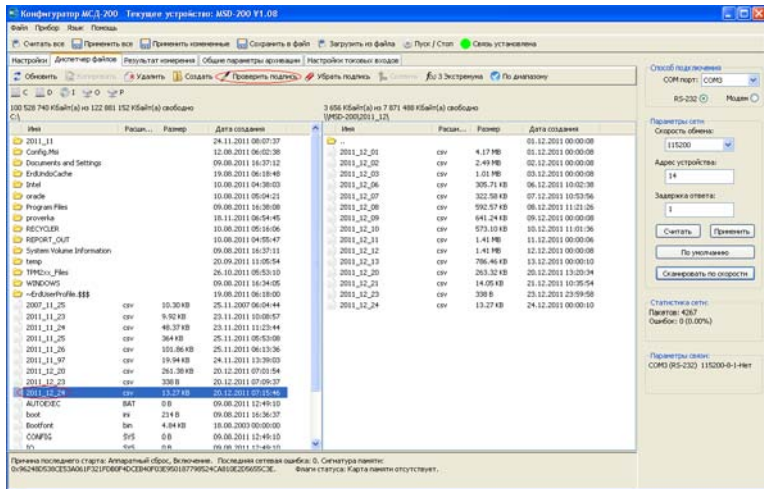 Конфигуратор МСД-200 Текущее устройство: MSD-200 V1.08
Файл Прибор Язык Помощь
Считать все Применить все Применить измененные Сохранить в файл Загрузить из файла Пуск / Стоп Связь установлена
Настройки Диспетчер файлов Результат измерения Общие параметры архивации Настройки токовых входов
Обновить Копировать Удалить Создать Проверить подпись Убрать подпись Склеить 3 Экстренума По диапазону
C D I O P
100 528 740 КБайт(а) из 122 881 152 КБайт(а) свободно
C:\
Имя Расши... Размер Дата создания
2011_11 24.11.2011 08:07:37
Config.Msi 12.08.2011 06:02:38
Documents and Settings 09.08.2011 16:37:12
ErdUndoCache 19.08.2011 06:18:48
Intel 10.08.2011 04:38:03
oracle 10.08.2011 05:04:21
Program Files 09.08.2011 16:38:08
proverka 18.11.2011 06:54:45
RECYCLER 10.08.2011 05:16:06
REPORT_OUT 10.08.2011 04:55:47
System Volume Information 09.08.2011 16:37:11
temp 20.09.2011 11:05:54
TPM2xx_Files 26.10.2011 05:53:10
WINDOWS 09.08.2011 16:34:05
~ErdUserProfile.$$$ 19.08.2011 06:18:00
2007_11_25 csv 10.30 KB 25.11.2007 06:04:44
2011_11_23 csv 9.92 KB 23.11.2011 10:08:57
2011_11_24 csv 48.37 KB 23.11.2011 11:23:44
2011_11_25 csv 364 KB 25.11.2011 05:53:08
2011_11_26 csv 101.86 KB 25.11.2011 06:13:36
2011_11_97 csv 19.94 KB 24.11.2011 13:39:03
2011_12_20 csv 261.38 KB 20.12.2011 07:01:54
2011_12_23 csv 338 B 20.12.2011 07:09:37
2011_12_24 csv 13.27 KB 20.12.2011 07:15:46
AUTOEXEC BAT 0 B 09.08.2011 12:49:10
boot ini 214 B 09.08.2011 16:36:37
Bootfont bin 4.84 KB 18.08.2003 00:00:00
CONFIG SYS 0 B 09.08.2011 12:49:10
IO SYS 0 B 09.08.2011 12:49:10
3 656 КБайт(а) из 7 871 488 КБайт(а) свободно
\\MSD-200\2011_12\
Имя Расши... Размер Дата создания
.. 01.12.2011 00:00:08
2011_12_01 csv 4.17 MB 01.12.2011 00:00:08
2011_12_02 csv 2.49 MB 02.12.2011 00:00:08
2011_12_03 csv 1.01 MB 03.12.2011 00:00:08
2011_12_06 csv 305.71 KB 06.12.2011 10:02:38
2011_12_07 csv 322.58 KB 07.12.2011 10:53:56
2011_12_08 csv 592.57 KB 08.12.2011 11:21:26
2011_12_09 csv 641.24 KB 09.12.2011 00:00:08
2011_12_10 csv 573.10 KB 10.12.2011 11:01:36
2011_12_11 csv 1.41 MB 11.12.2011 00:00:06
2011_12_12 csv 1.41 MB 12.12.2011 00:00:08
2011_12_13 csv 786.46 KB 13.12.2011 00:00:10
2011_12_20 csv 263.32 KB 20.12.2011 13:20:34
2011_12_21 csv 14.05 KB 21.12.2011 10:35:54
2011_12_23 csv 338 B 23.12.2011 23:59:58
2011_12_24 csv 13.27 KB 24.12.2011 00:00:10
Способ подключения
COM порт: COM3
RS-232 Модем
Параметры сети
Скорость обмена:
115200
Адрес устройства:
14
Задержка ответа:
1
Считать Применить
По умолчанию
Сканировать по скорости
Статистика сети:
Пакетов: 4267
Ошибок: 0 (0.00%)
Параметры связи:
COM3 (RS-232) 115200-8-1-Нет
Причина последнего старта: Аппаратный сброс, Включение. Последняя сетевая ошибка: 0. Сигнатура памяти:
0x96248D538CE53A061F321FDB0F4DCEB40F03E950187798524CA810E2D5655C3E. Флаги статуса: Карта памяти отсутствует.